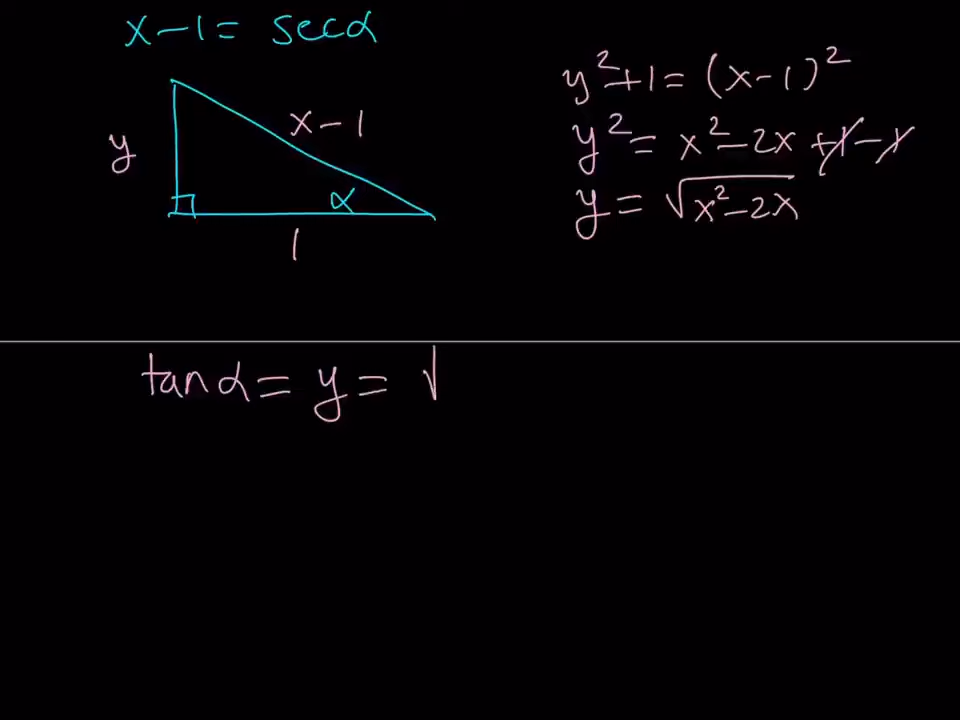 x-1= secα
y
x-1
α
1
y²+1= (x-1)²
y²= x²-2x +1-1
y= √(x²-2x)
tanα= y= √